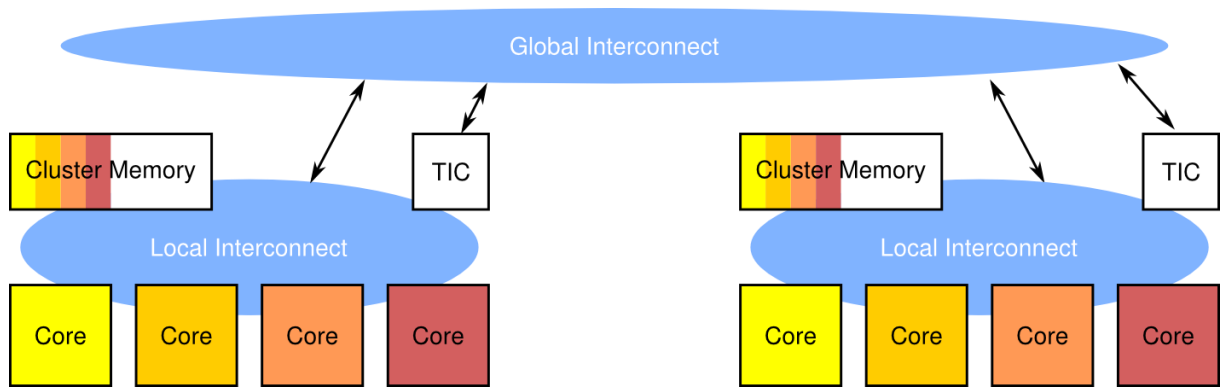 Global Interconnect
Cluster Memory
TIC
Cluster Memory
TIC
Local Interconnect
Local Interconnect
Core
Core
Core
Core
Core
Core
Core
Core